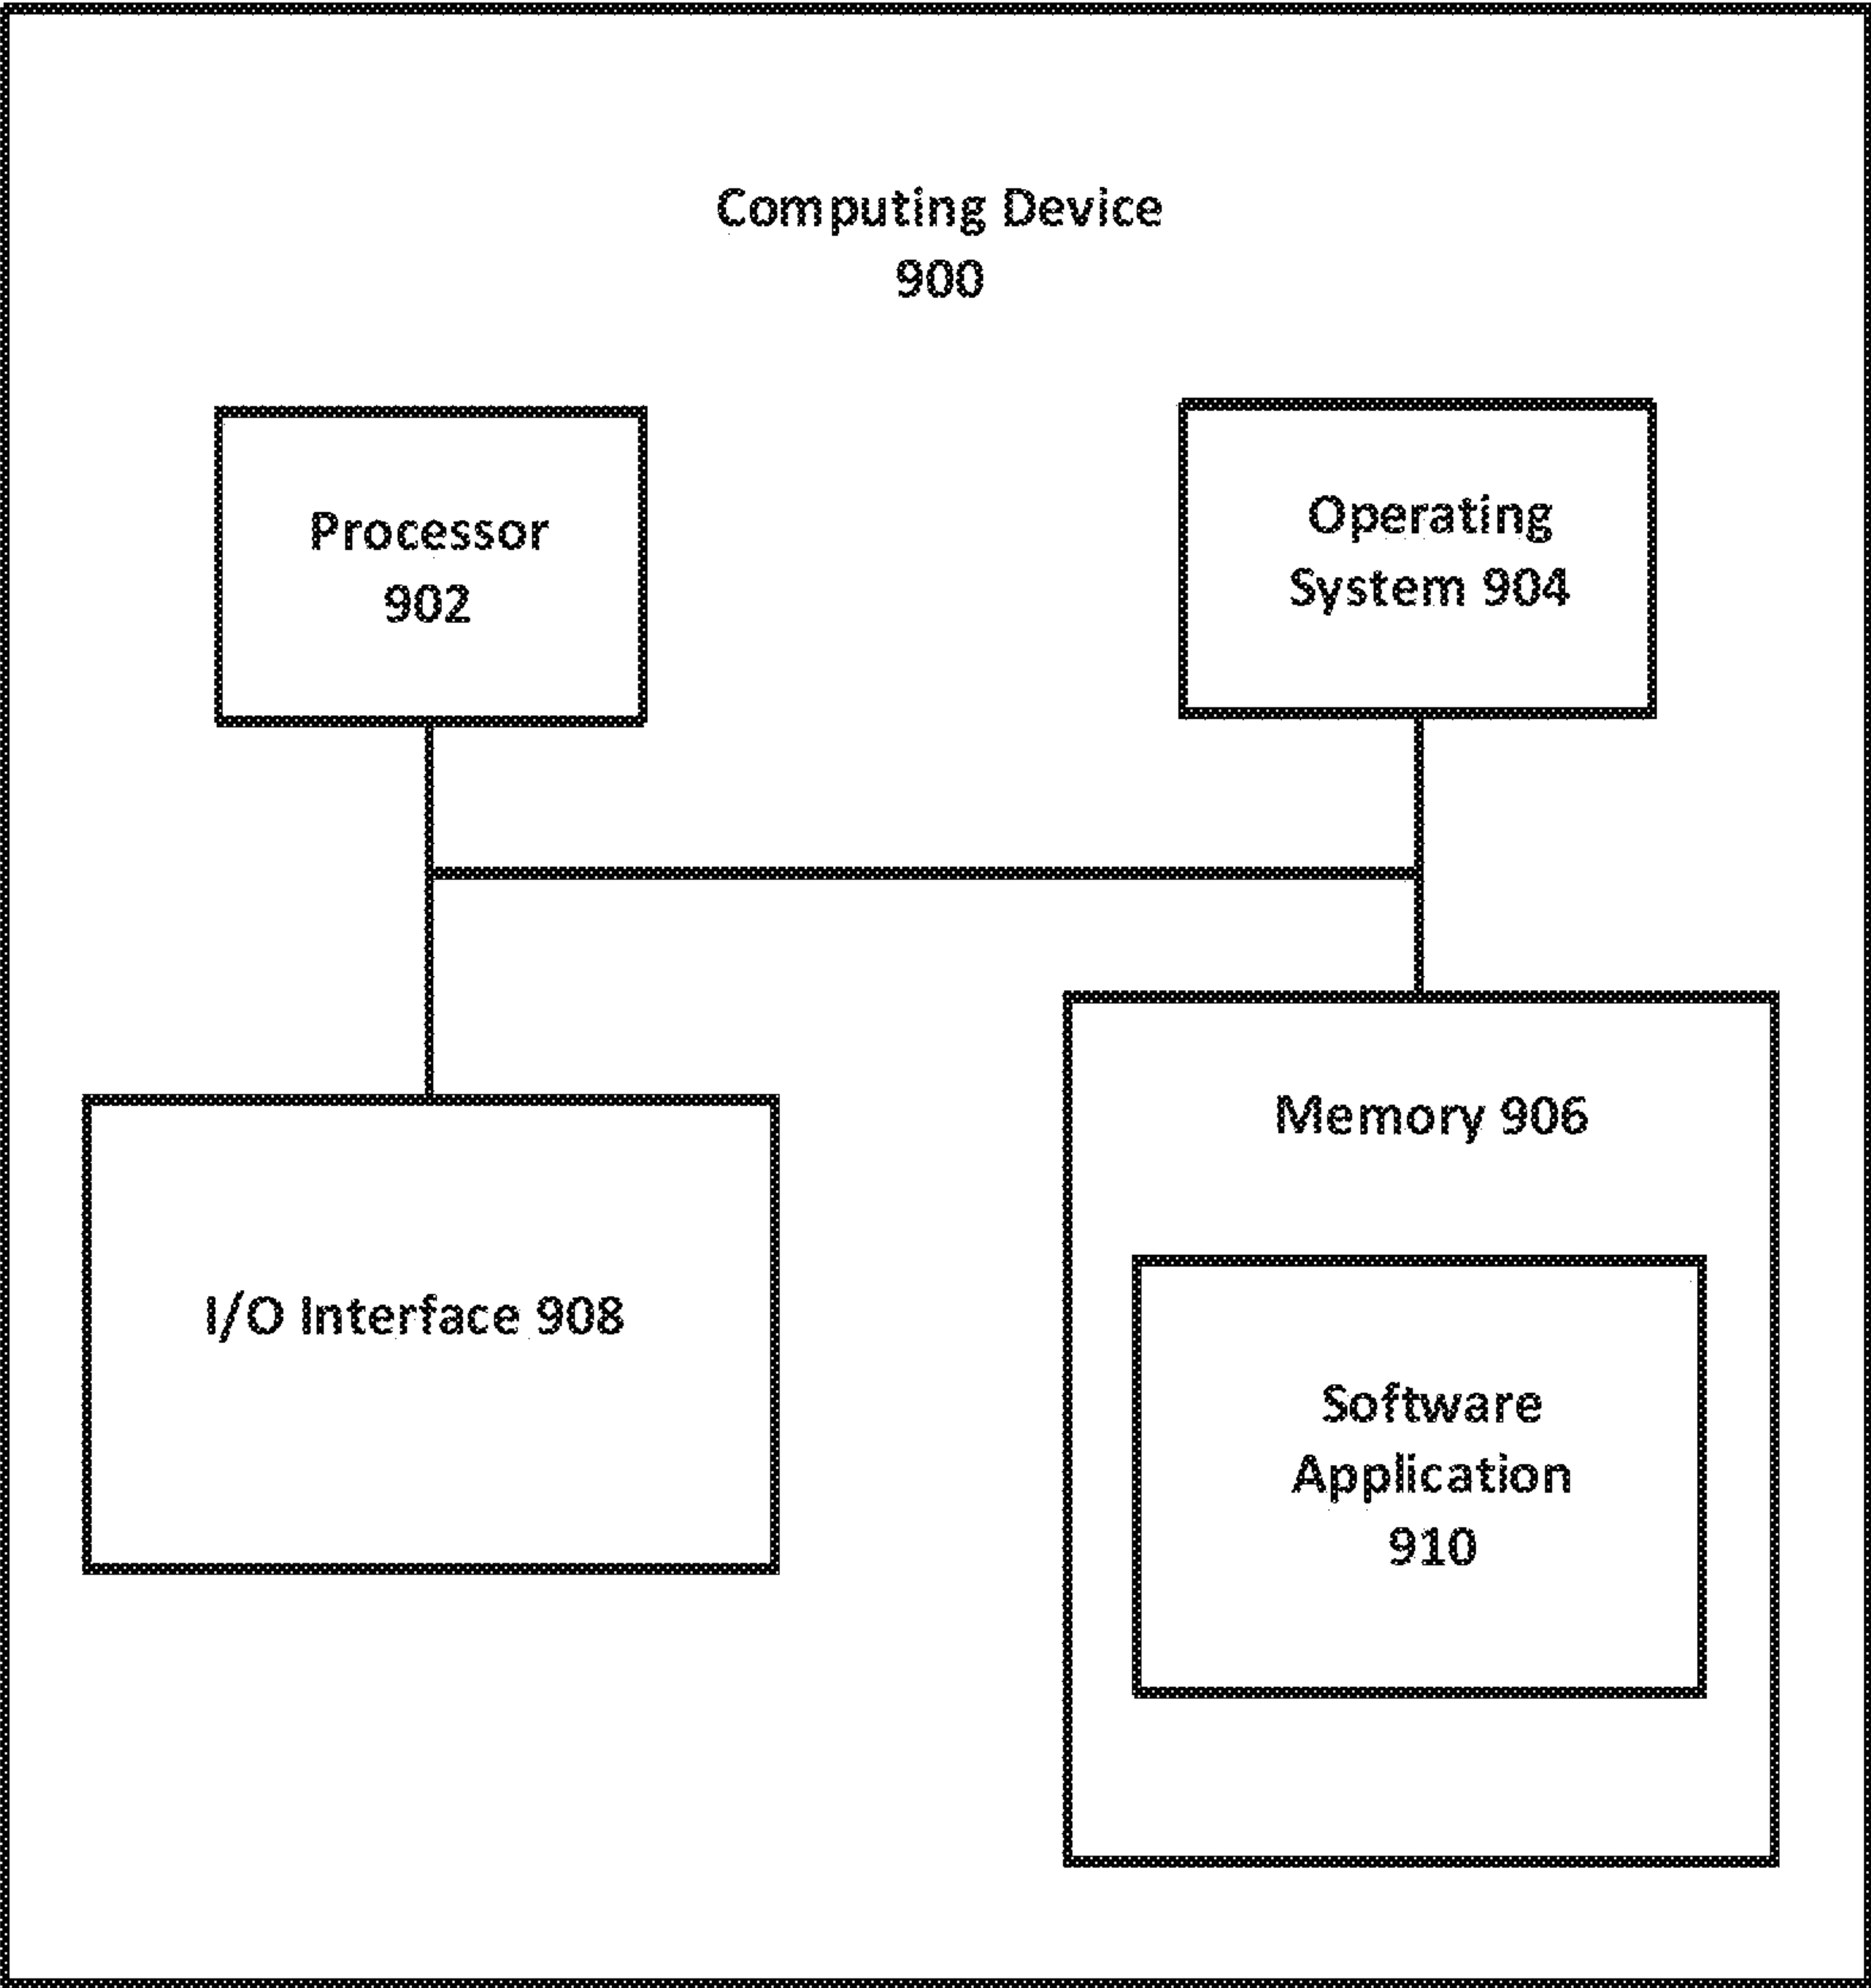 Computing Device
900
Processor
902
Operating
System 904
I/O Interface 908
Memory 906
Software
Application
910